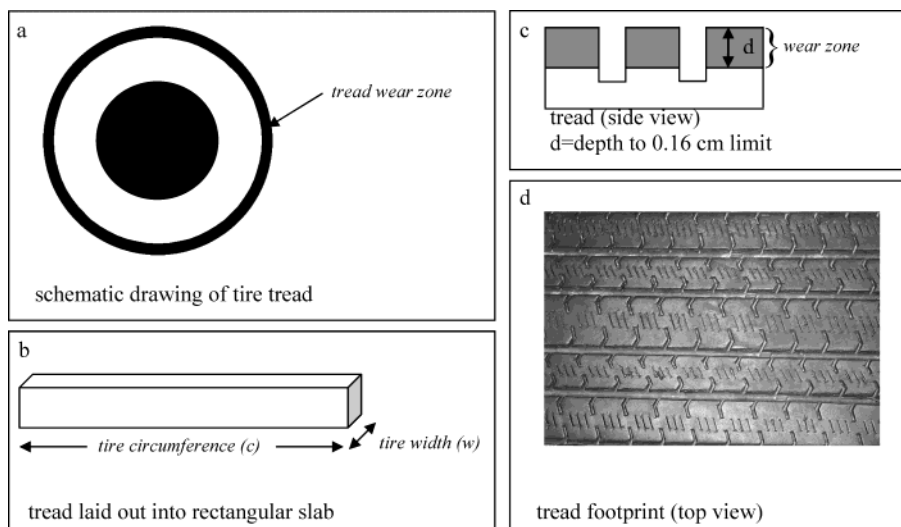 a
tread wear zone
schematic drawing of tire tread
b
tire circumference (c)
tire width (w)
tread laid out into rectangular slab
c
d
wear zone
tread (side view)
d=depth to 0.16 cm limit
d
tread footprint (top view)